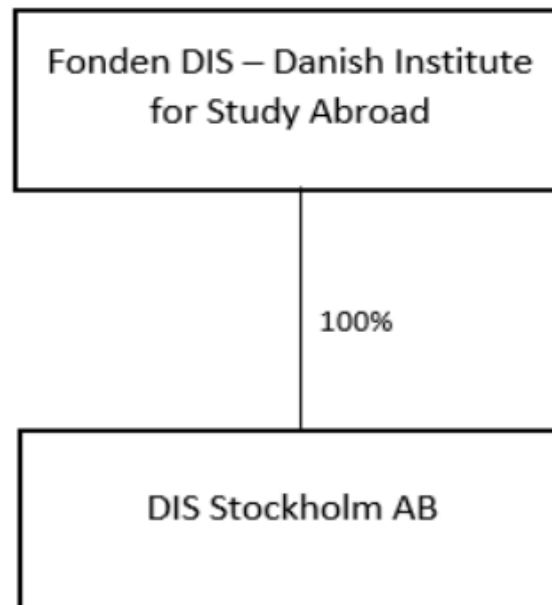 Fonden DIS – Danish Institute
for Study Abroad
100%
DIS Stockholm AB